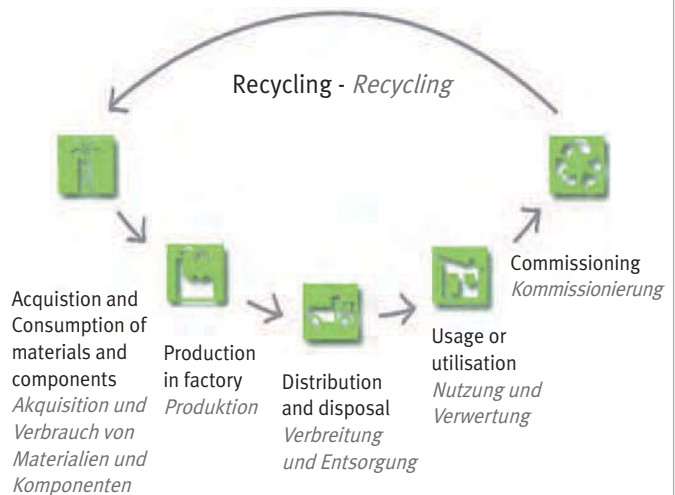 Recycling - Recycling
Acquistion and
Consumption of
materials and
components
Akquisition und
Verbrauch von
Materialien und
Komponenten
Production
in factory
Produktion
Distribution
and disposal
Verbreitung
und Entsorgung
Usage or
utilisation
Nutzung und
Verwertung
Commissioning
Kommissionierung